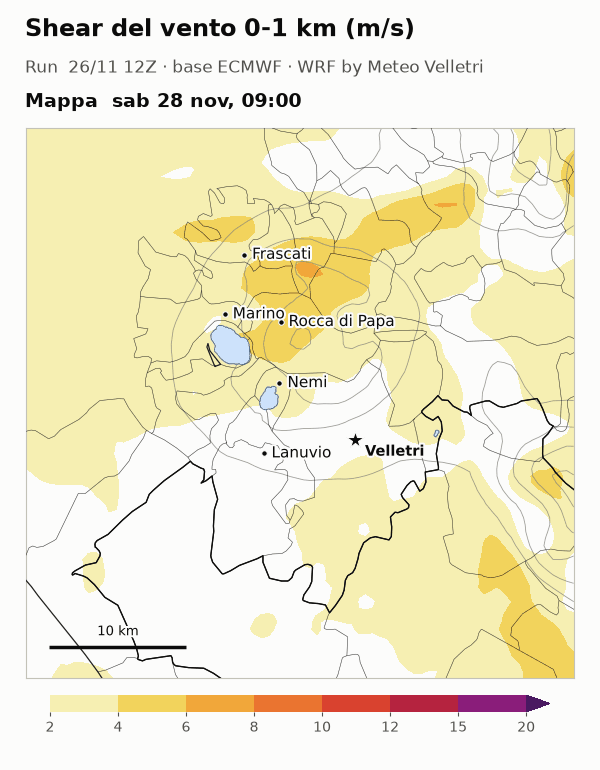 Shear del vento 0-1 km (m/s)
Run 26/11 12Z · base ECMWF · WRF by Meteo Velletri
Mappa sab 28 nov, 09:00
Frascati
Marino
Rocca di Papa
Nemi
Velletri
Lanuvio
10 km
2 4 6 8 10 12 15 20